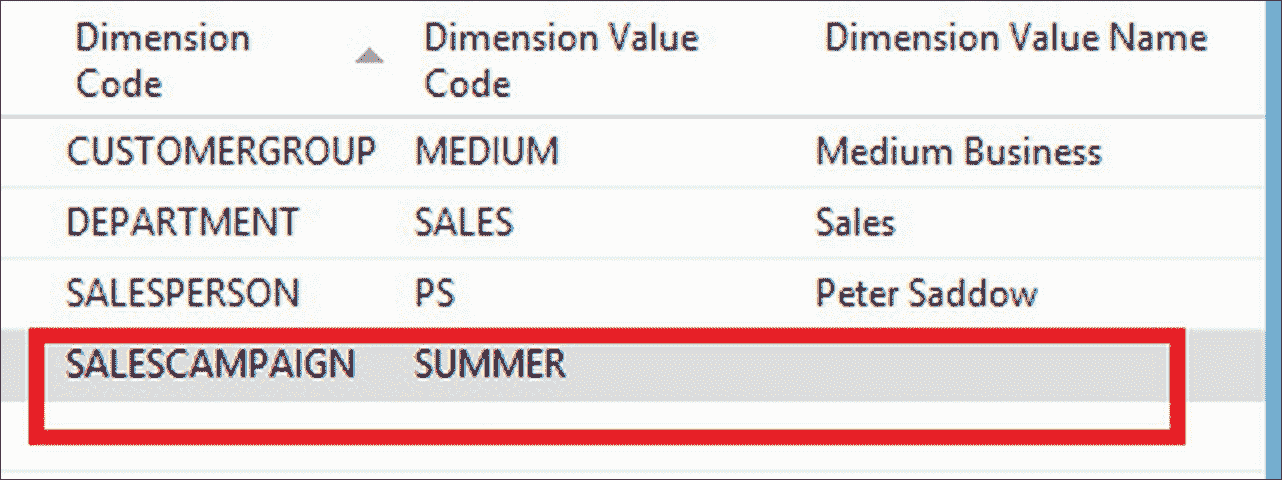 Dimension Code Dimension Value Code Dimension Value Name
CUSTOMERGROUP MEDIUM Medium Business
DEPARTMENT SALES Sales
SALESPERSON PS Peter Saddow
SALESCAMPAIGN SUMMER